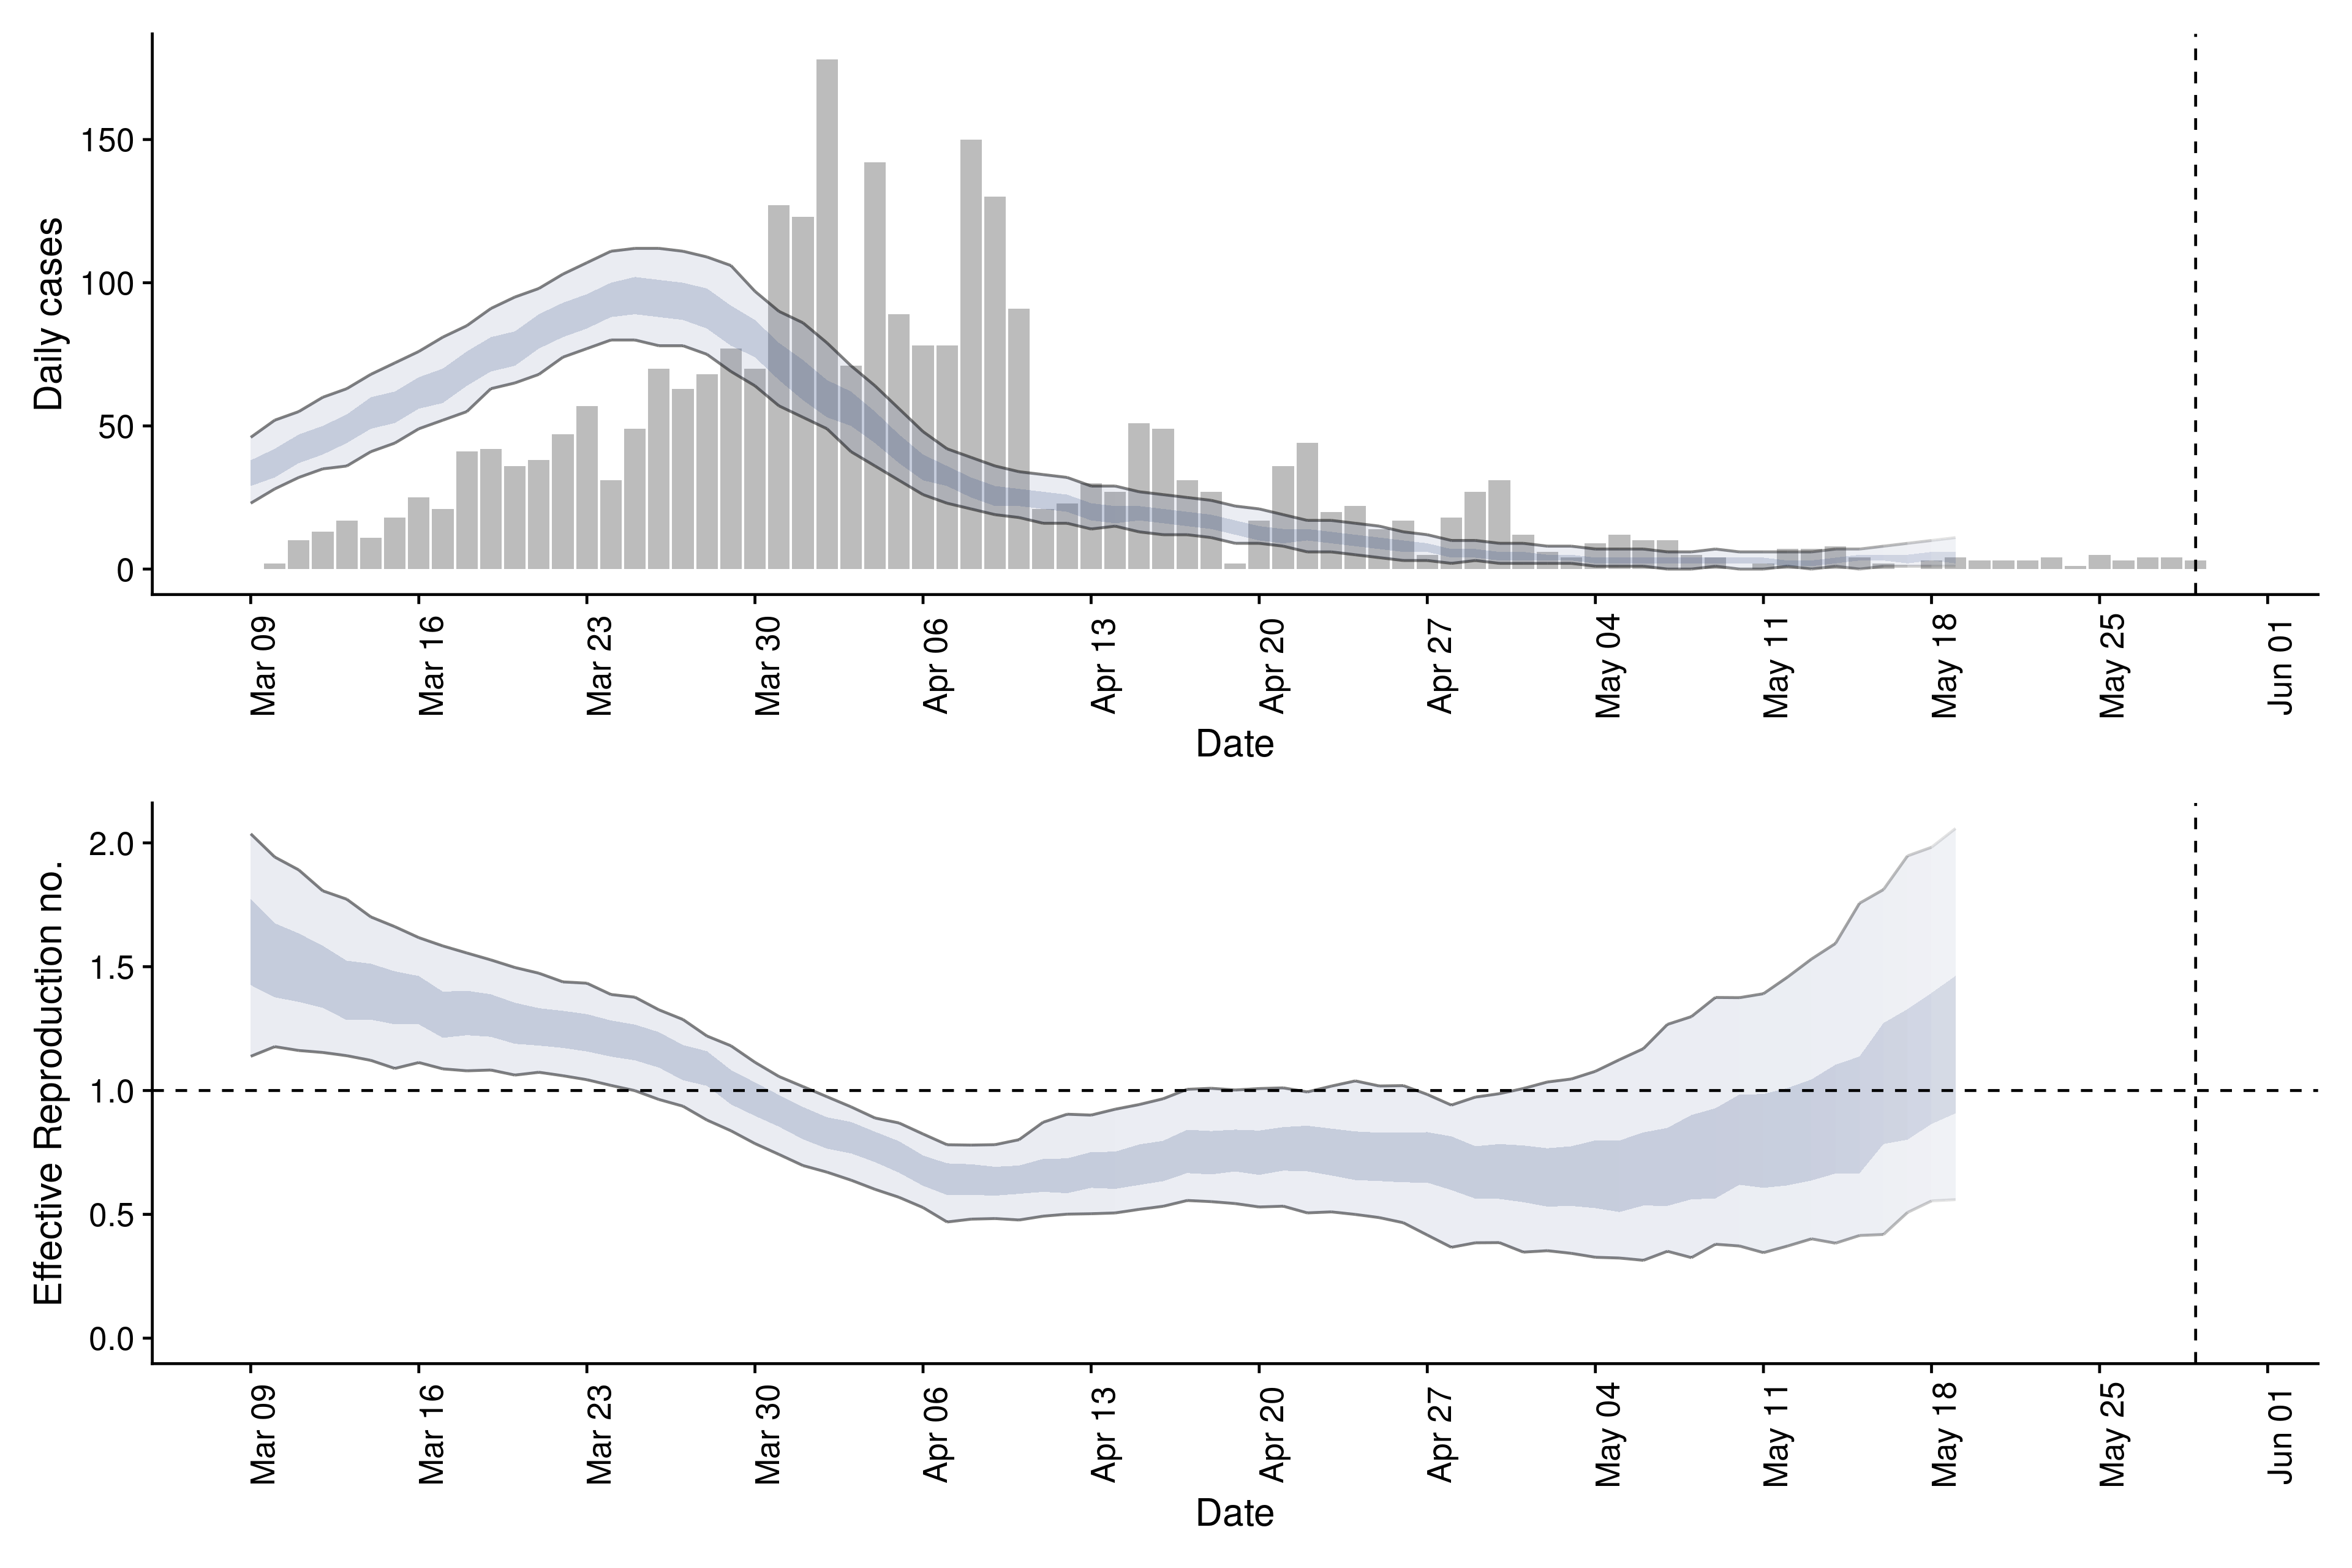 Daily cases
150
100
50
0
Mar 09
Mar 16
Mar 23
Mar 30
Apr 06
Apr 13
Apr 20
Apr 27
May 04
May 11
May 18
May 25
Jun 01
Date
Effective Reproduction no.
2.0
1.5
1.0
0.5
0.0
Mar 09
Mar 16
Mar 23
Mar 30
Apr 06
Apr 13
Apr 20
Apr 27
May 04
May 11
May 18
May 25
Jun 01
Date